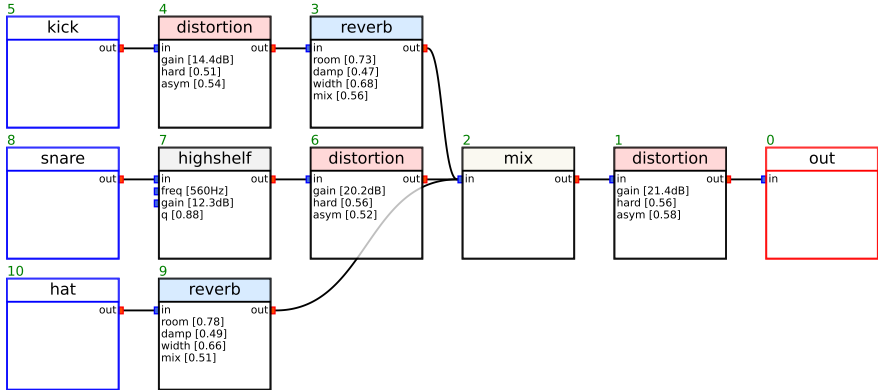 5
kick
out
4
distortion
in out
gain [14.4dB]
hard [0.51]
asym [0.54]
3
reverb
in out
room [0.73]
damp [0.47]
width [0.68]
mix [0.56]
8
snare
out
7
highshelf
in out
freq [560Hz]
gain [12.3dB]
q [0.88]
6
distortion
in out
gain [20.2dB]
hard [0.56]
asym [0.52]
2
mix
in out
1
distortion
in out
gain [21.4dB]
hard [0.56]
asym [0.58]
0
out
in
10
hat
out
9
reverb
in out
room [0.78]
damp [0.49]
width [0.66]
mix [0.51]